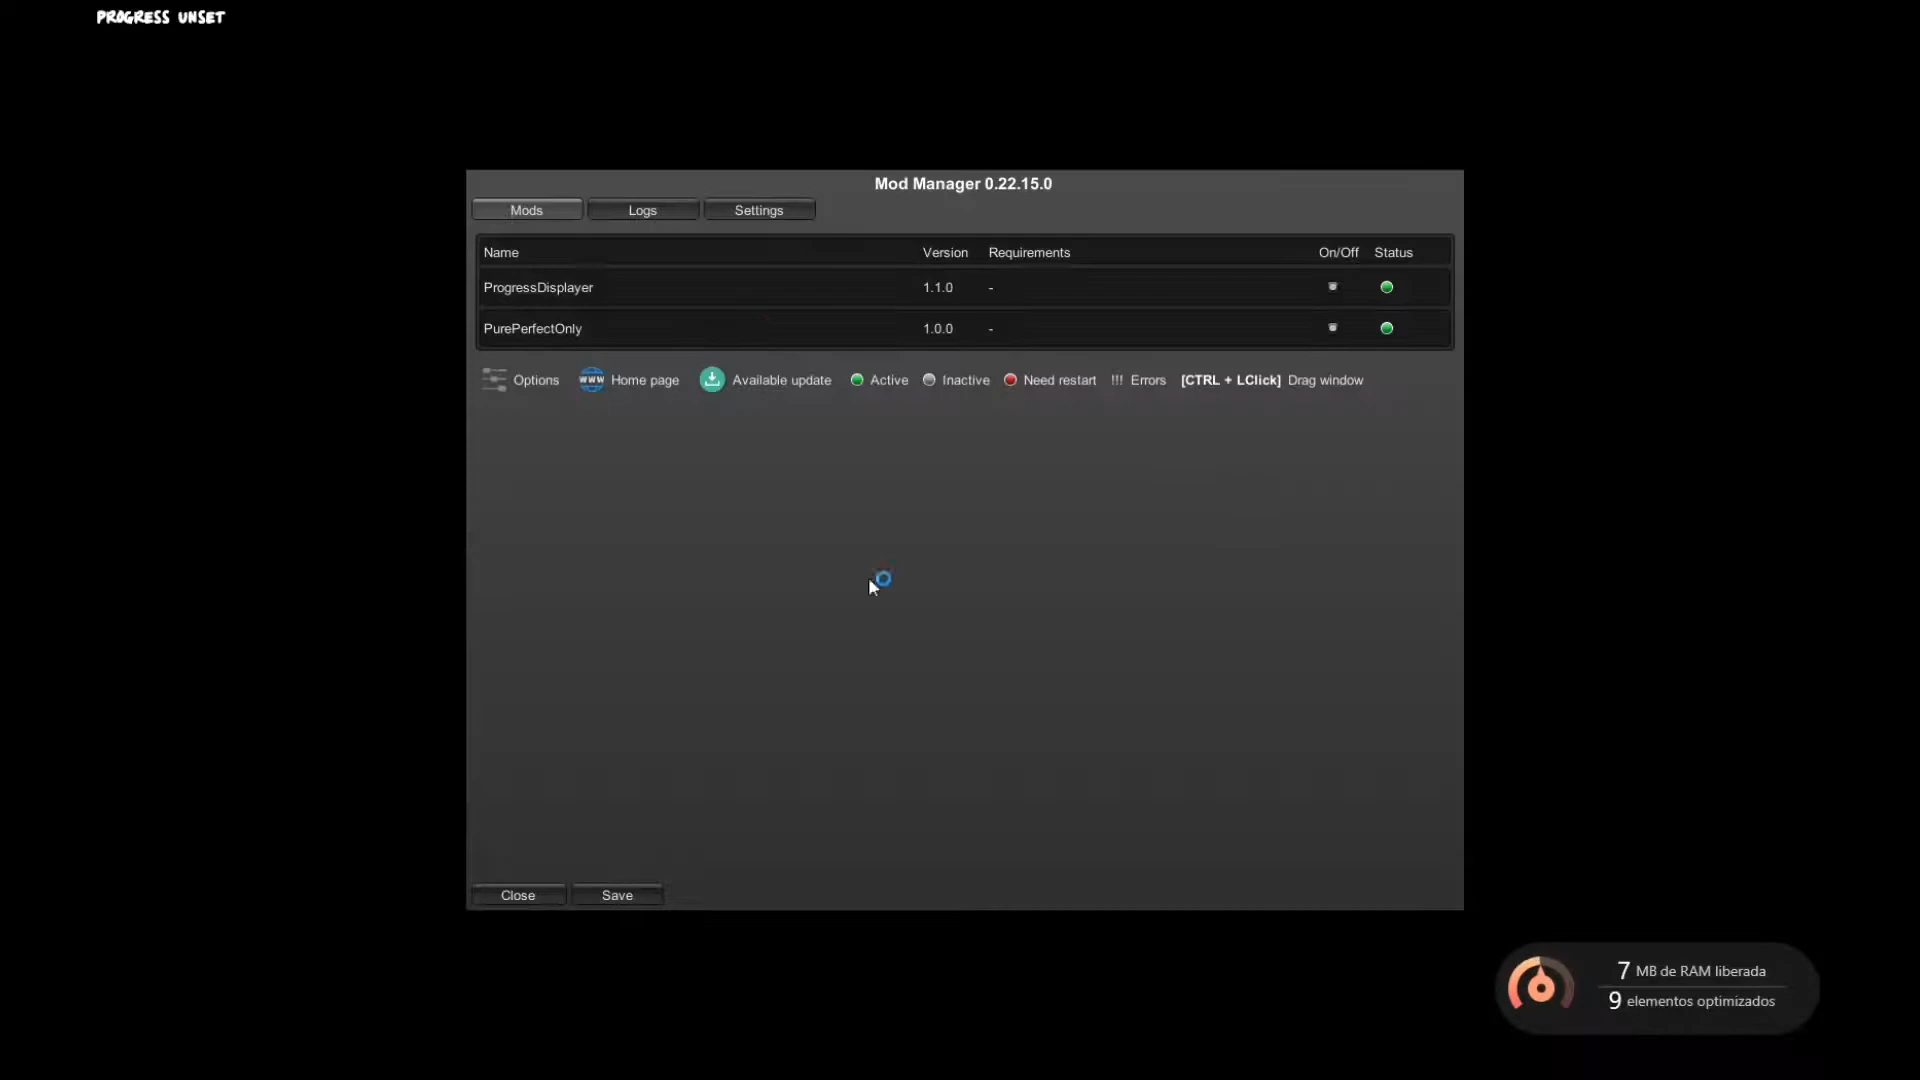 PROGRESS UNSET
Mod Manager 0.22.15.0
Mods Logs Settings
Name Version Requirements On/Off Status
ProgressDisplayer 1.1.0 -
PurePerfectOnly 1.0.0 -
Options www Home page Available update Active Inactive Need restart !!! Errors [CTRL + LClick] Drag window
Close Save
7 MB de RAM liberada
9 elementos optimizados